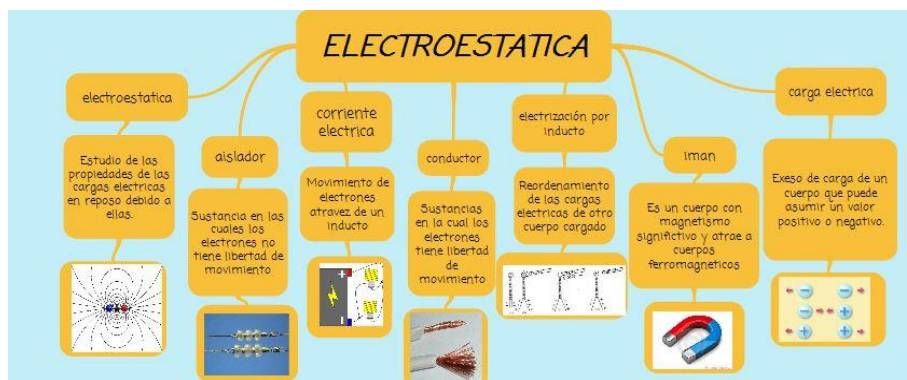 ELECTROESTATICA
electroestatica
Estudio de las
propiedades de las
cargas electricas
en reposo debido a
ellas.
aislador
Sustancia en las
cuales los
electrones no
tiene libertad de
movimiento
corriente
electrica
Movimiento de
electrones
atravez de un
inducto
+
-
conductor
Sustancias
en la cual los
electrones
tiene libertad
de
movimiento
electrización por
inducto
Reordenamiento
de las cargas
electricas de otro
cuerpo cargado
iman
Es un cuerpo con
magnetismo
significtivo y atrae a
cuerpos
ferromagneticos
carga electrica
Exeso de carga de
un cuerpo que puede
asumir un valor
positivo o negativo.
- -
- +
+ +